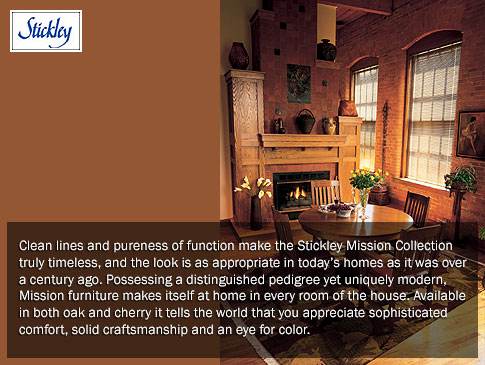 Stickley
Clean lines and pureness of function make the Stickley Mission Collection
truly timeless, and the look is as appropriate in today's homes as it was over
a century ago. Possessing a distinguished pedigree yet uniquely modern,
Mission furniture makes itself at home in every room of the house. Available
in both oak and cherry it tells the world that you appreciate sophisticated
comfort, solid craftsmanship and an eye for color.